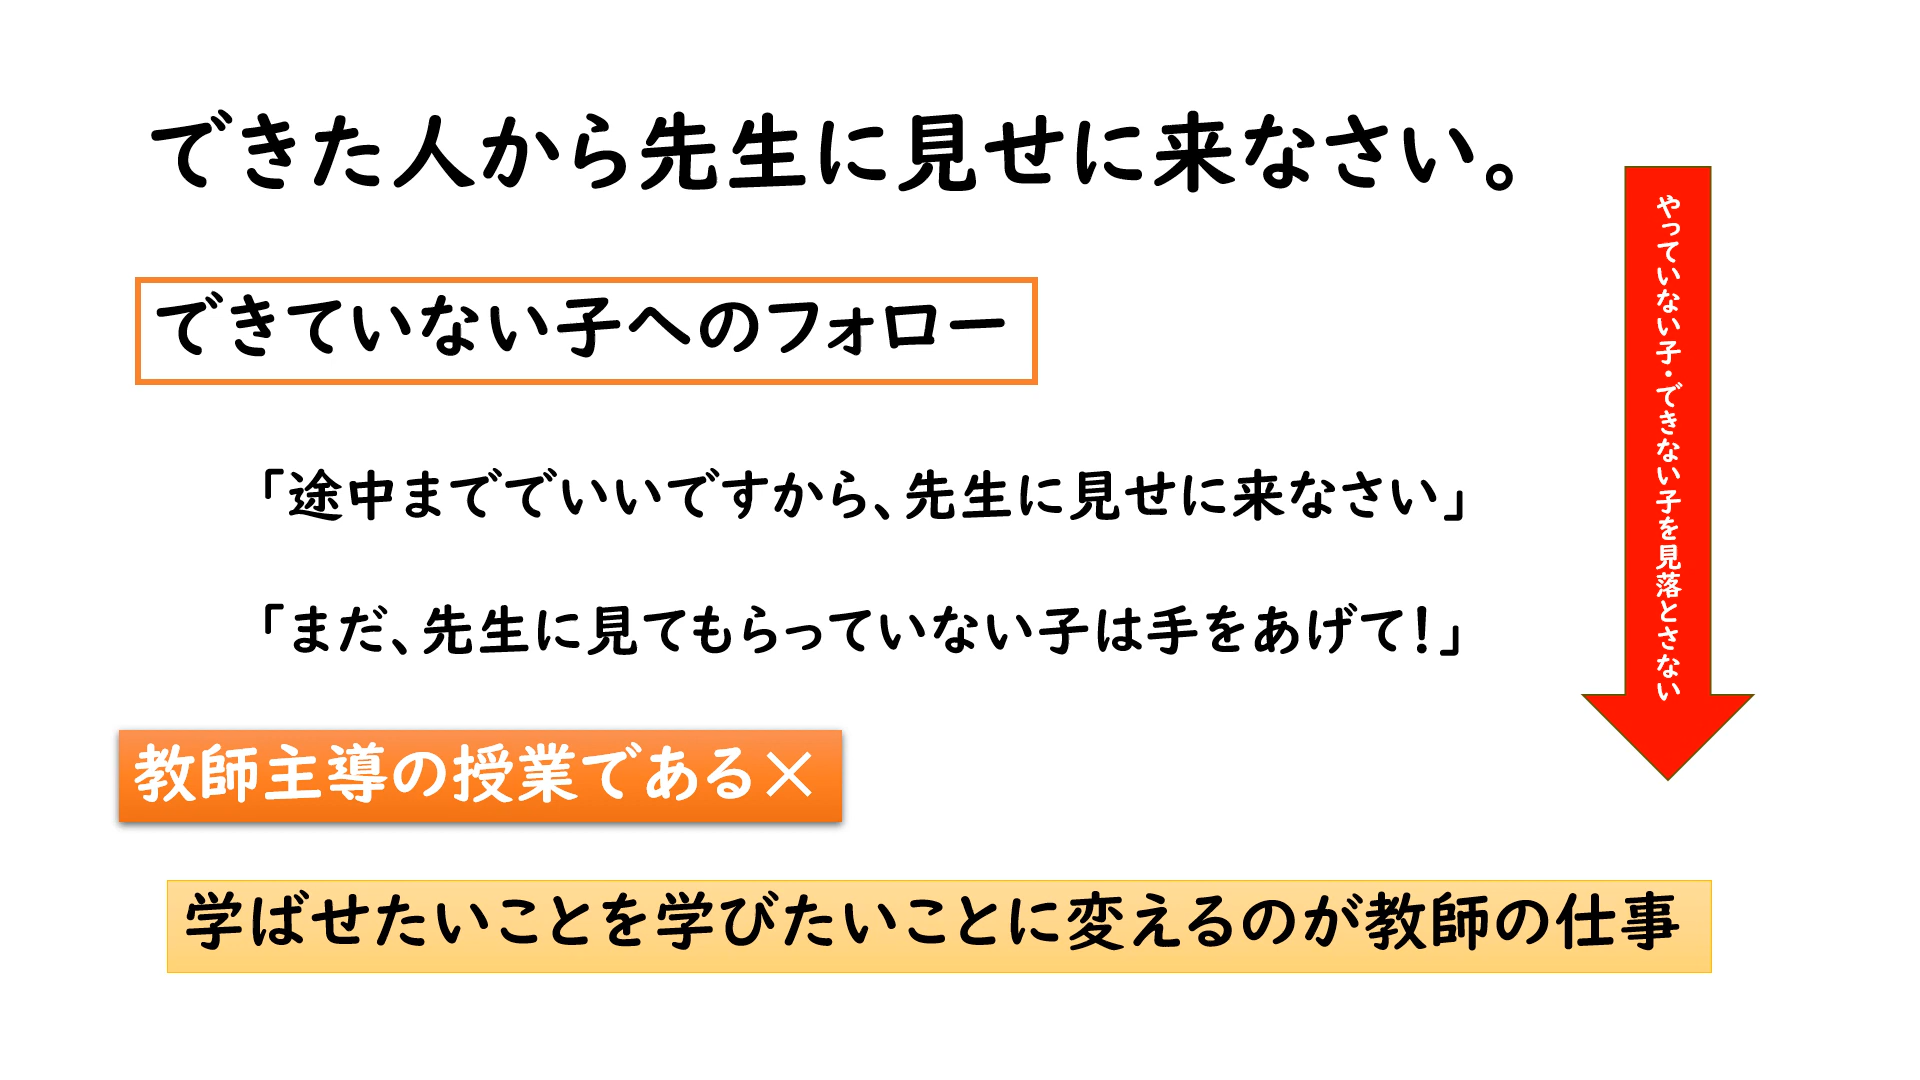 できた人から先生に見せに来なさい。
できていない子へのフォロー
「途中まででいいですから、先生に見せに来なさい」
「まだ、先生に見てもらっていない子は手をあげて!」
やっていない子・できない子を見落とさない
教師主導の授業である×
学ばせたいことを学びたいことに変えるのが教師の仕事